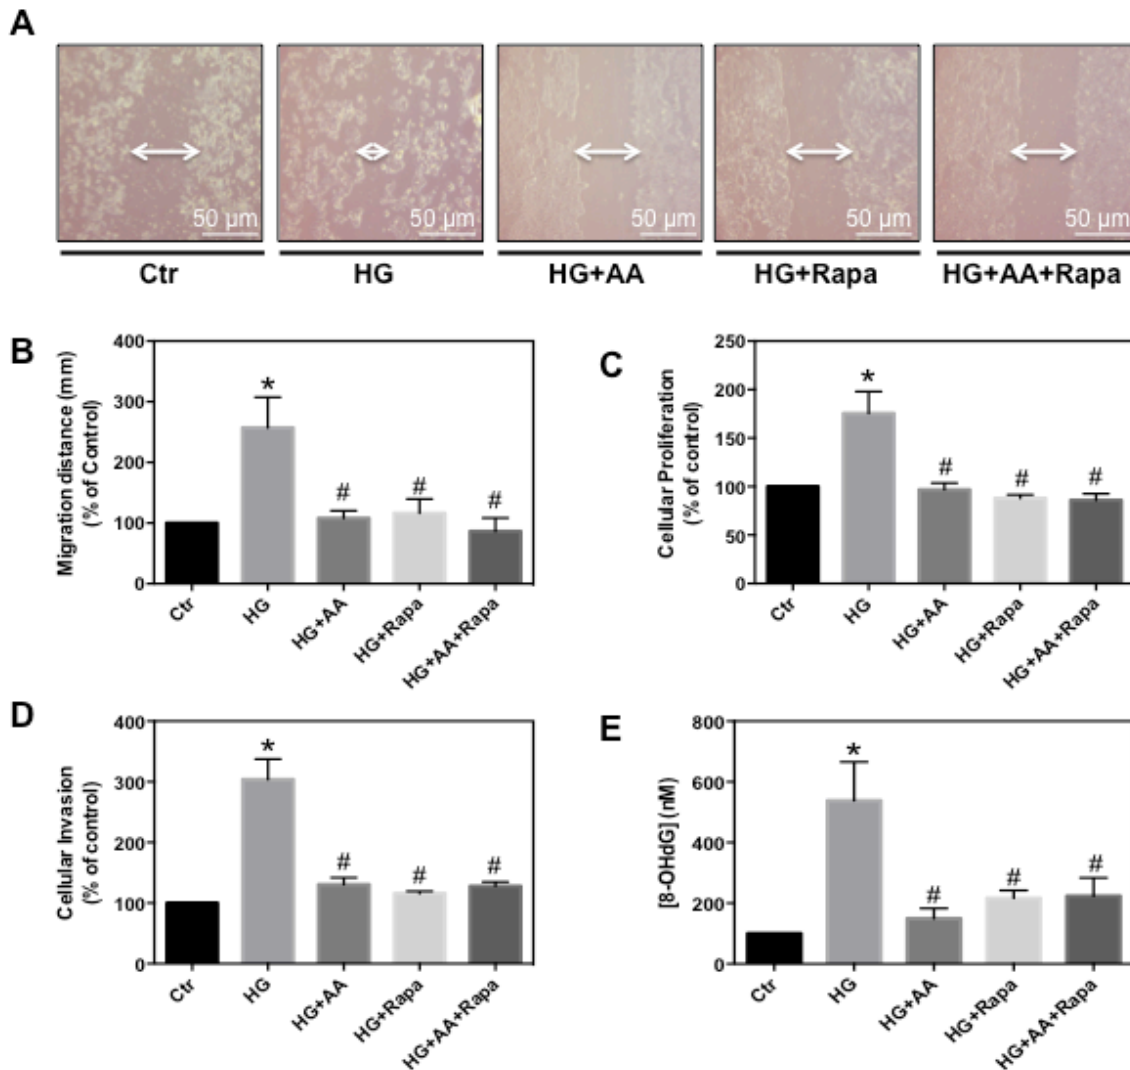 A
50 µm
50 µm
50 µm
50 µm
50 µm
Ctr
HG
HG+AA
HG+Rapa
HG+AA+Rapa
B
Migration distance (mm)
(% of Control)
400
300
200
100
0
*
#
#
#
Ctr
HG
HG+AA
HG+Rapa
HG+AA+Rapa
C
Cellular Proliferation
(% of control)
250
200
150
100
50
0
*
#
#
#
Ctr
HG
HG+AA
HG+Rapa
HG+AA+Rapa
D
Cellular Invasion
(% of control)
400
300
200
100
0
*
#
#
#
Ctr
HG
HG+AA
HG+Rapa
HG+AA+Rapa
E
[8-OHdG] (nM)
800
600
400
200
0
*
#
#
#
Ctr
HG
HG+AA
HG+Rapa
HG+AA+Rapa